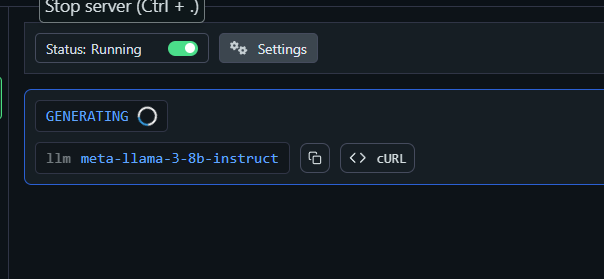 Stop server (Ctrl + .)
Status: Running Settings
GENERATING
llm meta-llama-3-8b-instruct <> cURL